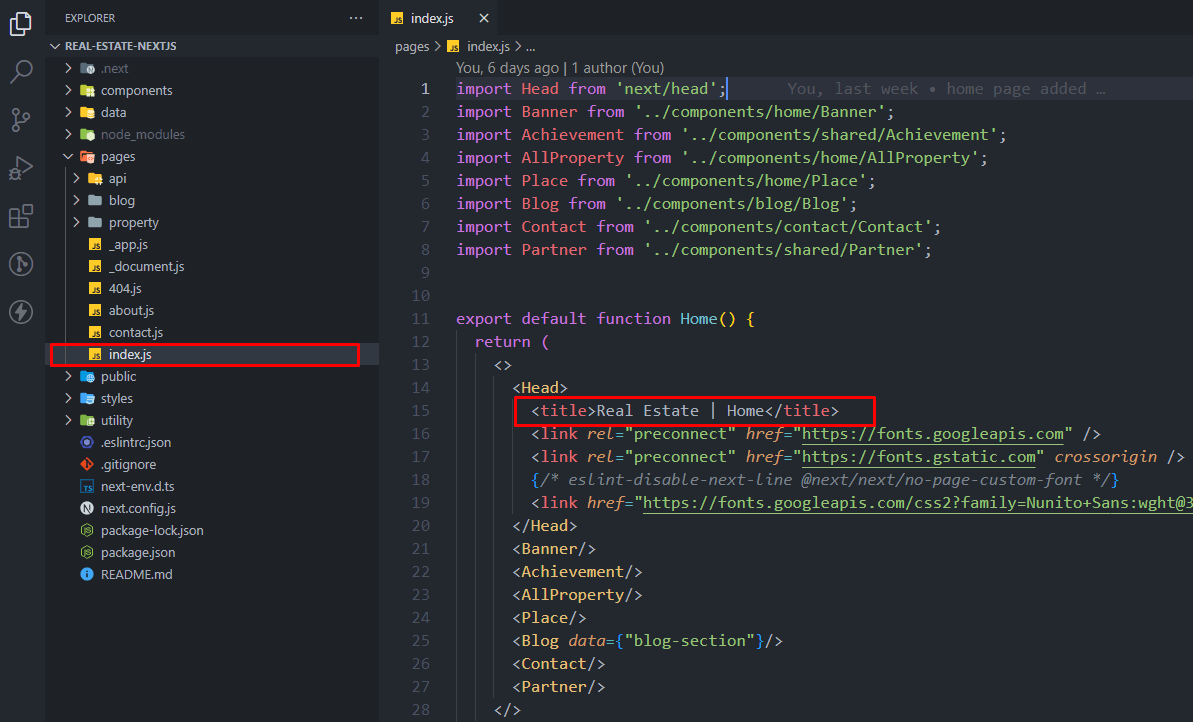 EXPLORER
REAL-ESTATE-NEXTJS
.next
components
data
node_modules
pages
api
blog
property
_app.js
_document.js
404.js
about.js
contact.js
index.js
public
styles
utility
.eslintrc.json
.gitignore
next-env.d.ts
next.config.js
package-lock.json
package.json
README.md
index.js
pages > index.js > ...
You, 6 days ago | 1 author (You)
1 import Head from 'next/head'; You, last week • home page added …
2 import Banner from '../components/home/Banner';
3 import Achievement from '../components/shared/Achievement';
4 import AllProperty from '../components/home/AllProperty';
5 import Place from '../components/home/Place';
6 import Blog from '../components/blog/Blog';
7 import Contact from '../components/contact/Contact';
8 import Partner from '../components/shared/Partner';
9
10
11 export default function Home() {
12 return (
13 <>
14 <Head>
15 <title>Real Estate | Home</title>
16 <link rel="preconnect" href="https://fonts.googleapis.com" />
17 <link rel="preconnect" href="https://fonts.gstatic.com" crossorigin />
18 {/* eslint-disable-next-line @next/next/no-page-custom-font */}
19 <link href="https://fonts.googleapis.com/css2?family=Nunito+Sans:wght@3
20 </Head>
21 <Banner/>
22 <Achievement/>
23 <AllProperty/>
24 <Place/>
25 <Blog data={"blog-section"}/>
26 <Contact/>
27 <Partner/>
28 </>